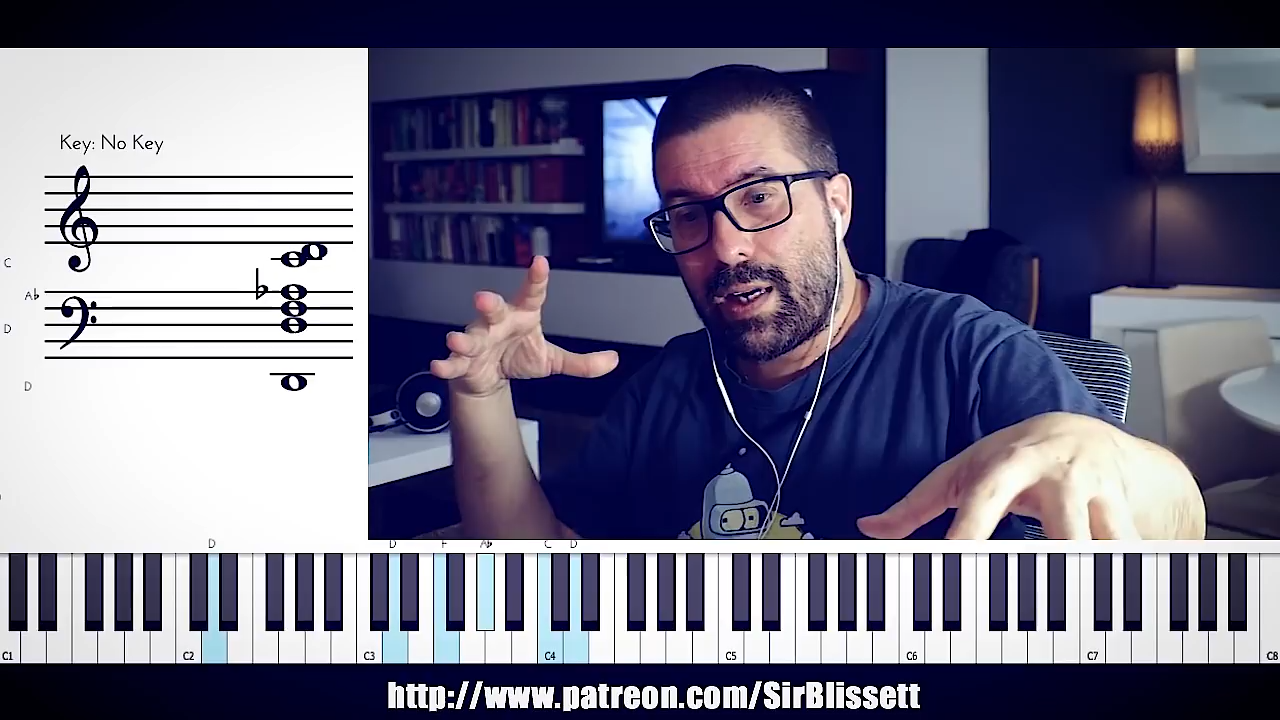 Key: No Key
C
Ab
D
D
D D F Ab C D
C1 C2 C3 C4 C5 C6 C7 C8
http://www.patreon.com/SirBlissett